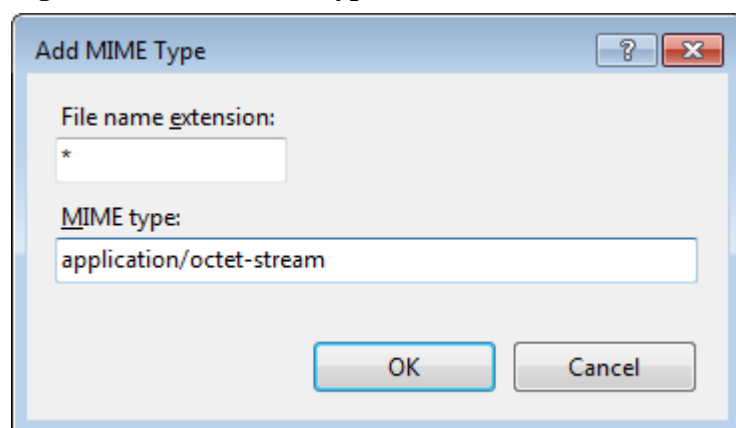 Add MIME Type
File name extension:
*
MIME type:
application/octet-stream
OK Cancel